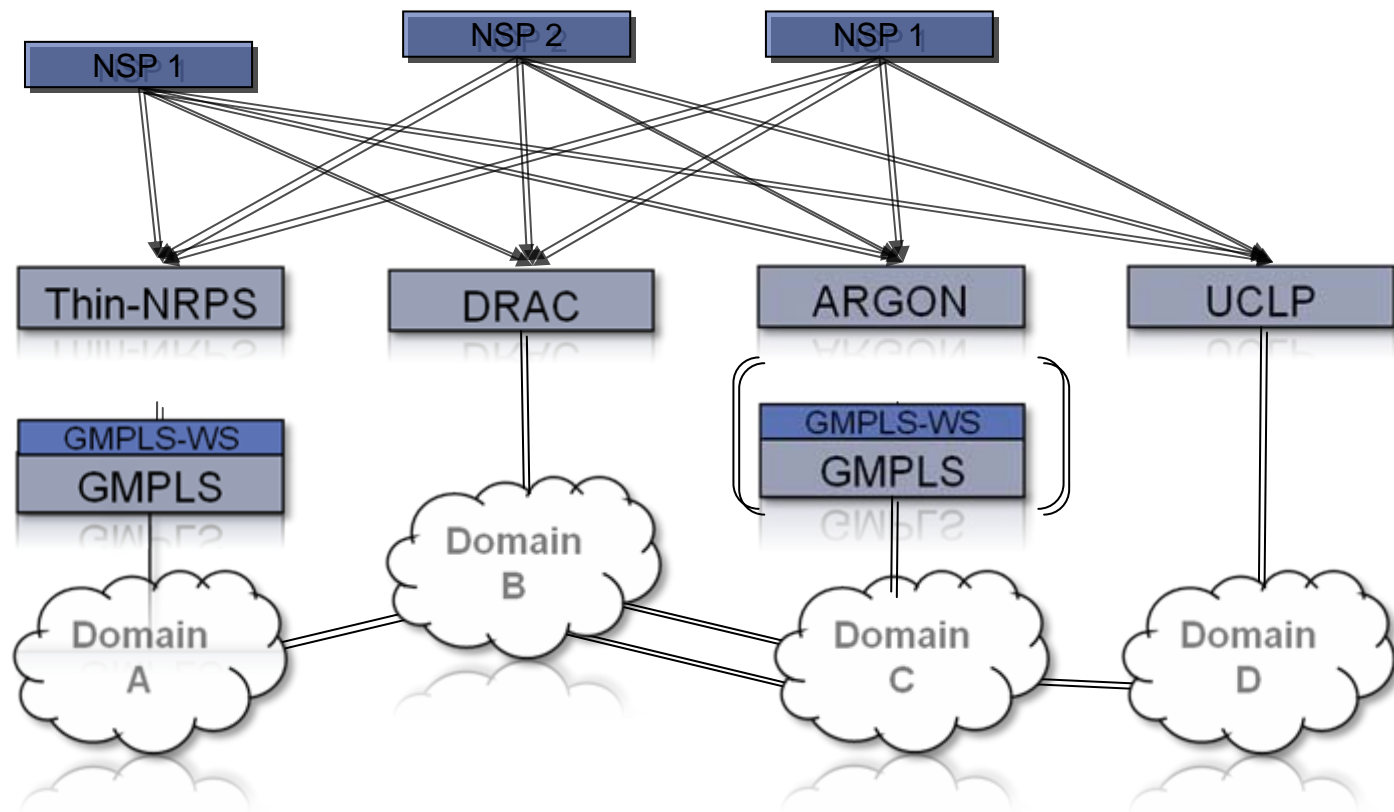 NSP 1
NSP 2
NSP 1
Thin-NRPS
DRAC
ARGON
UCLP
GMPLS-WS
GMPLS
GMPLS-WS
GMPLS
Domain
A
Domain
B
Domain
C
Domain
D